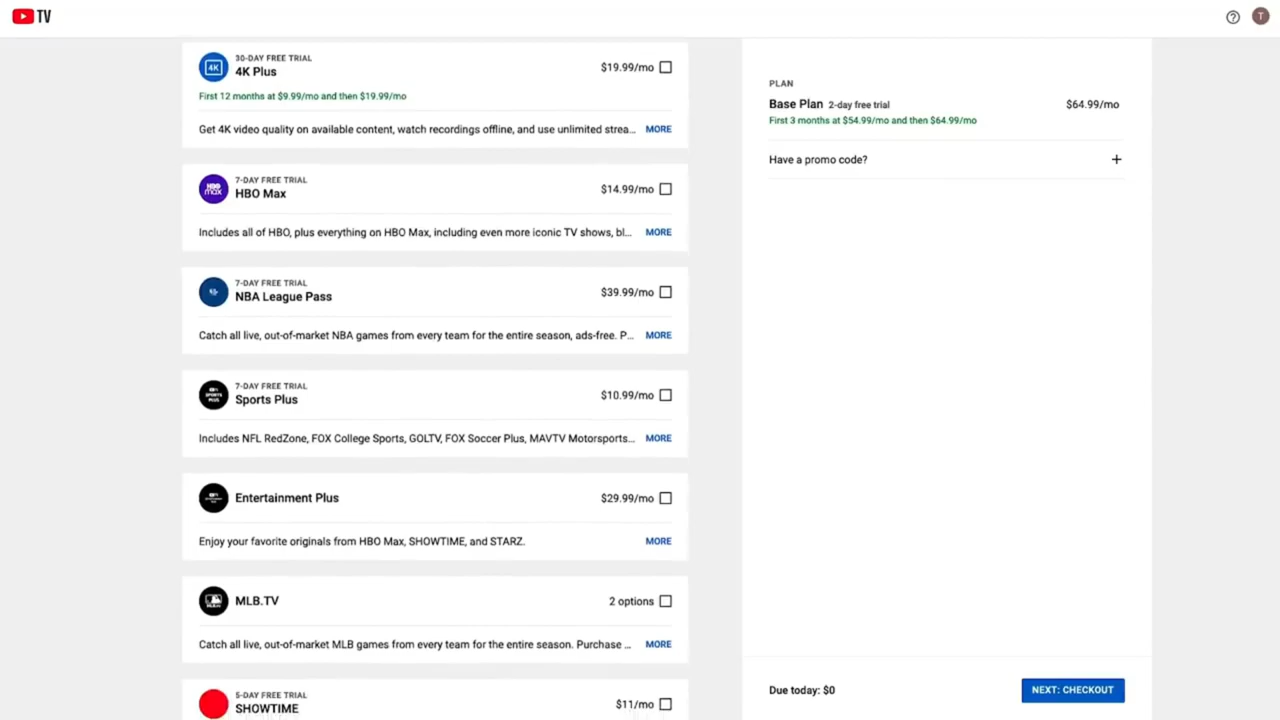 TV
T
30-DAY FREE TRIAL
4K
4K Plus
$19.99/mo
First 12 months at $9.99/mo and then $19.99/mo
Get 4K video quality on available content, watch recordings offline, and use unlimited strea... MORE
7-DAY FREE TRIAL
HBO max
HBO Max
$14.99/mo
Includes all of HBO, plus everything on HBO Max, including even more iconic TV shows, bl... MORE
7-DAY FREE TRIAL
NBA League Pass
$39.99/mo
Catch all live, out-of-market NBA games from every team for the entire season, ads-free. P... MORE
7-DAY FREE TRIAL
SPORTS PLUS
Sports Plus
$10.99/mo
Includes NFL RedZone, FOX College Sports, GOLTV, FOX Soccer Plus, MAVTV Motorsports... MORE
Entertainment Plus
$29.99/mo
Enjoy your favorite originals from HBO Max, SHOWTIME, and STARZ. MORE
MLB.TV
2 options
Catch all live, out-of-market MLB games from every team for the entire season. Purchase ... MORE
5-DAY FREE TRIAL
SHOWTIME
$11/mo
PLAN
Base Plan 2-day free trial $64.99/mo
First 3 months at $54.99/mo and then $64.99/mo
Have a promo code? +
Due today: $0
NEXT: CHECKOUT